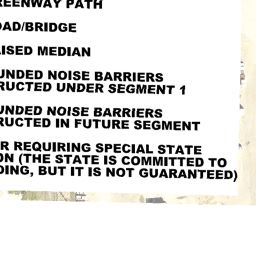 REENWAY PATH
OAD/BRIDGE
ISED MEDIAN
UNDED NOISE BARRIERS
RUCTED UNDER SEGMENT 1
UNDED NOISE BARRIERS
RUCTED IN FUTURE SEGMENT
R REQUIRING SPECIAL STATE
ON (THE STATE IS COMMITTED TO
DING, BUT IT IS NOT GUARANTEED)